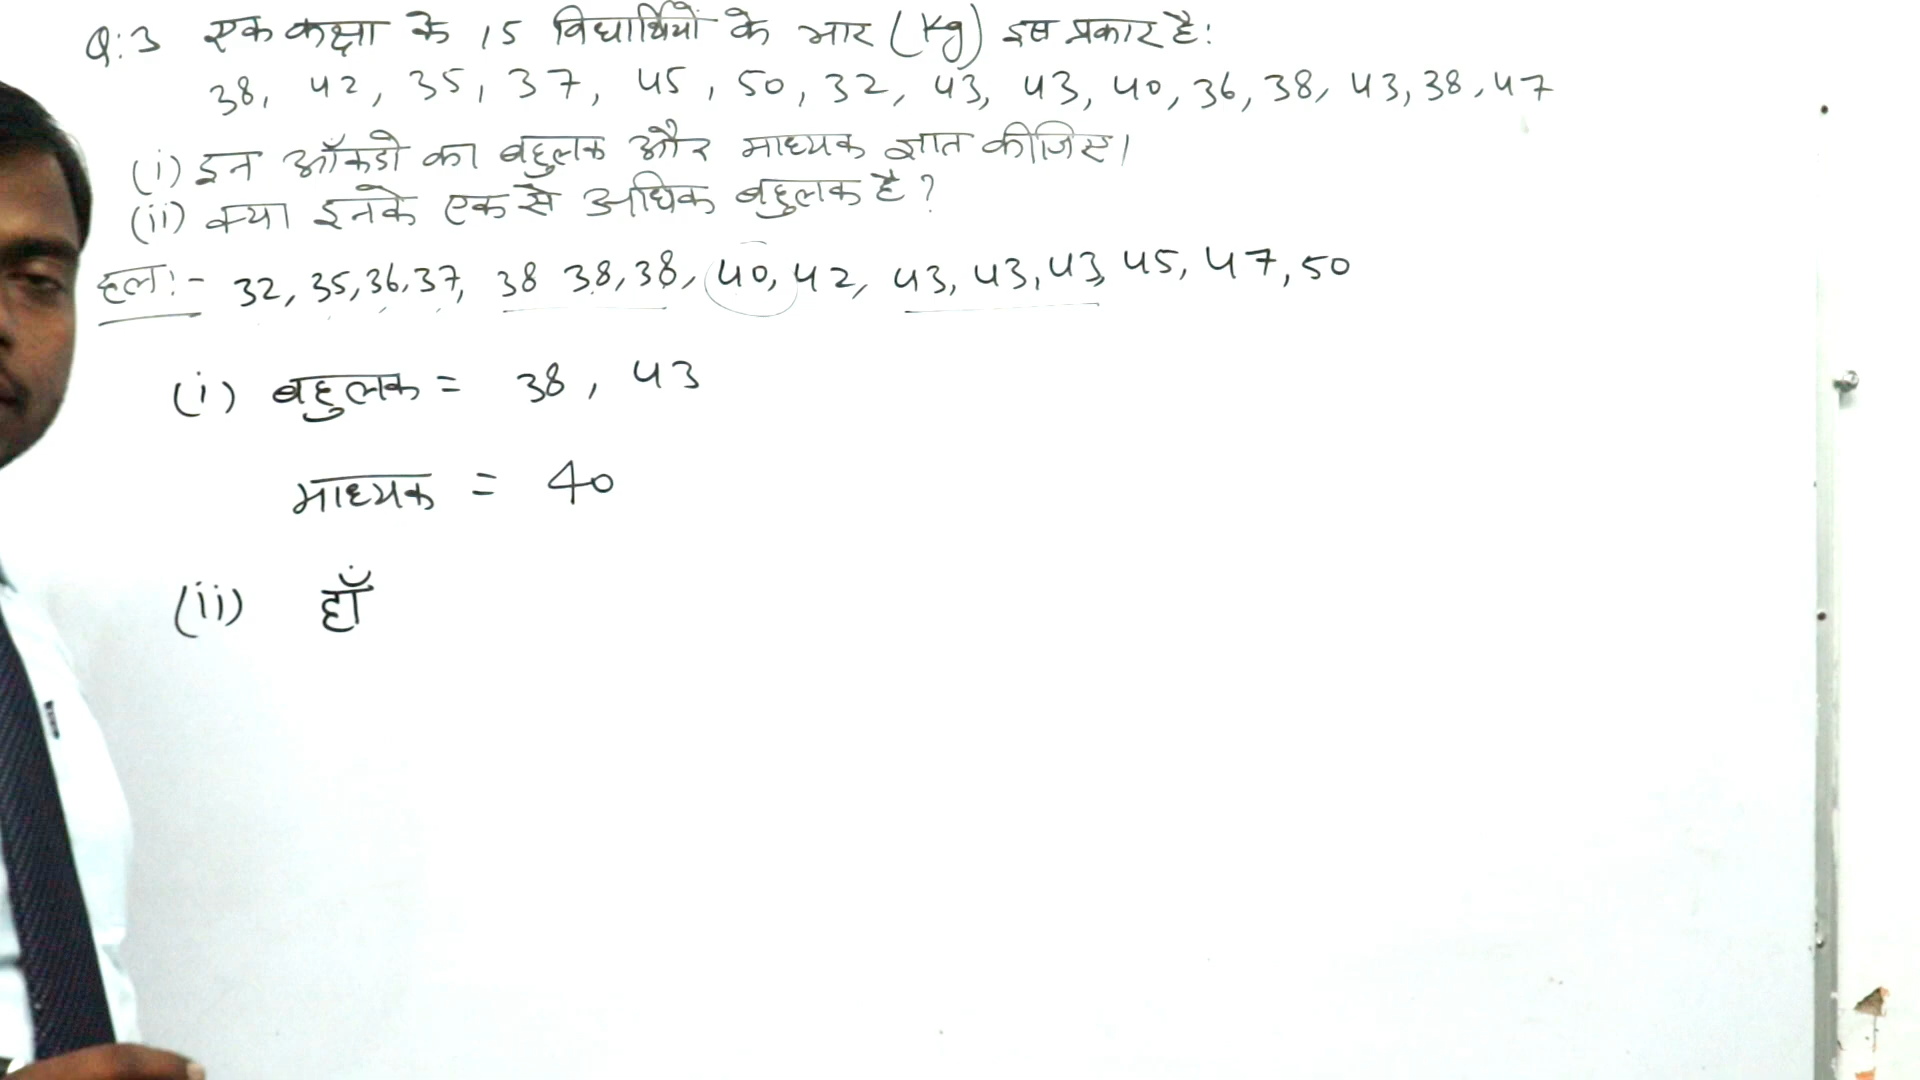 Q:3 एक कक्षा के 15 विद्यार्थियों के भार (Kg) इस प्रकार है:
38, 42, 35, 37, 45, 50, 32, 43, 43, 40, 36, 38, 43, 38, 47
(i) इन आँकडो का बहुलक और माध्यक ज्ञात कीजिए।
(ii) क्या इनके एक से अधिक बहुलक है?
हल:- 32, 35, 36, 37, 38 38, 38, 40, 42, 43, 43, 43, 45, 47, 50
(i) बहुलक = 38, 43
माध्यक = 40
(ii) हाँ